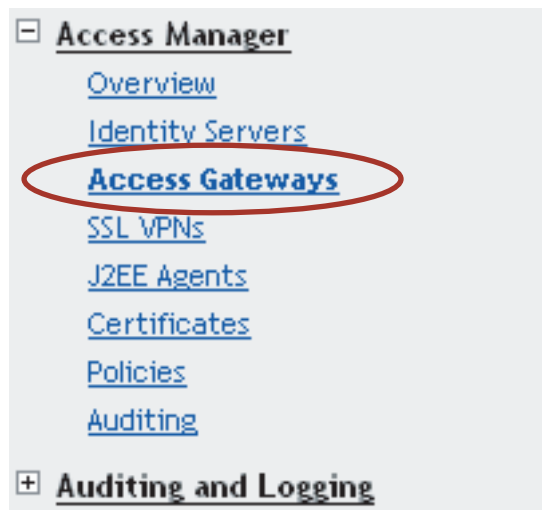 Access Manager
Overview
Identity Servers
Access Gateways
SSL VPNs
J2EE Agents
Certificates
Policies
Auditing
Auditing and Logging